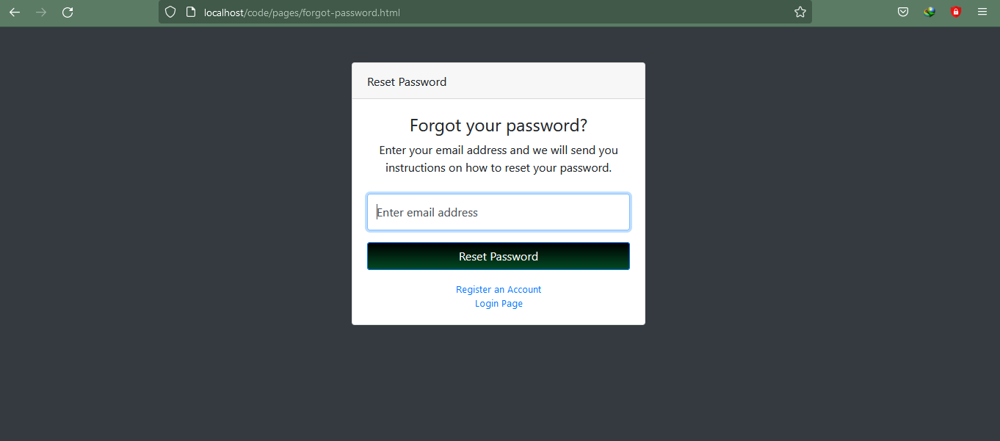 localhost/code/pages/forgot-password.html
Reset Password
Forgot your password?
Enter your email address and we will send you
instructions on how to reset your password.
Enter email address
Reset Password
Register an Account
Login Page